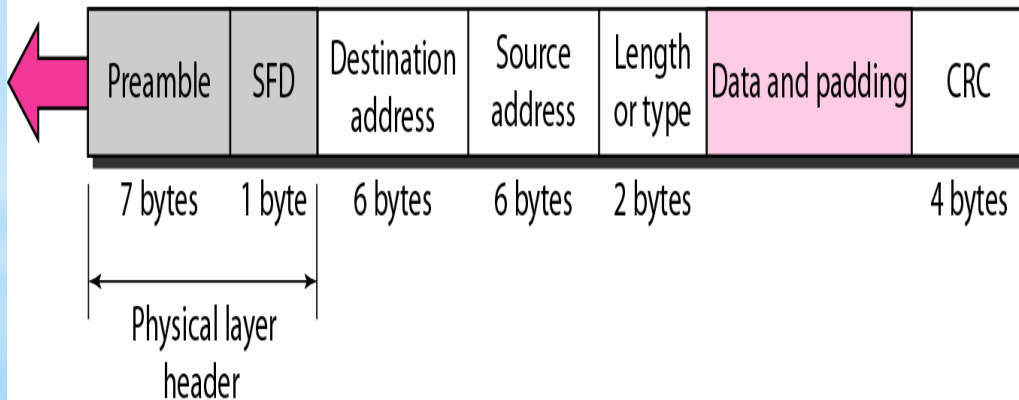 Preamble
SFD
Destination
address
Source
address
Length
or type
Data and padding
CRC
7 bytes
1 byte
6 bytes
6 bytes
2 bytes
4 bytes
Physical layer
header